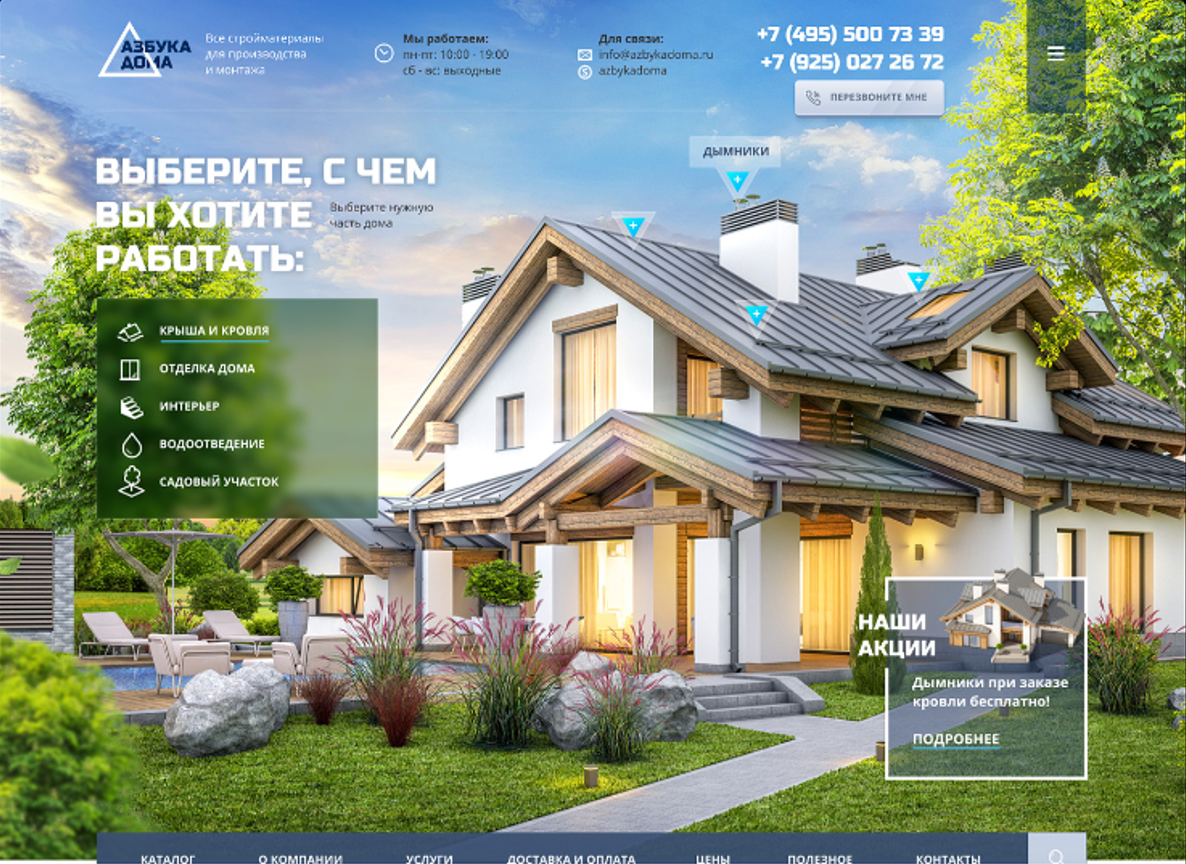 АЗБУКА
ДОМА
Все стройматериалы
для производства
и монтажа
Мы работаем:
пн-пт: 10:00 - 19:00
сб - вс: выходные
Для связи:
info@azbykadoma.ru
azbykadoma
+7 (495) 500 73 39
+7 (925) 027 26 72
ПЕРЕЗВОНИТЕ МНЕ
ДЫМНИКИ
ВЫБЕРИТЕ, С ЧЕМ
ВЫ ХОТИТЕ
РАБОТАТЬ:
Выберите нужную
часть дома
КРЫША И КРОВЛЯ
ОТДЕЛКА ДОМА
ИНТЕРЬЕР
ВОДООТВЕДЕНИЕ
САДОВЫЙ УЧАСТОК
НАШИ
АКЦИИ
Дымники при заказе
кровли бесплатно!
ПОДРОБНЕЕ
КАТАЛОГ О КОМПАНИИ УСЛУГИ ДОСТАВКА И ОПЛАТА ЦЕНЫ ПОЛЕЗНОЕ КОНТАКТЫ